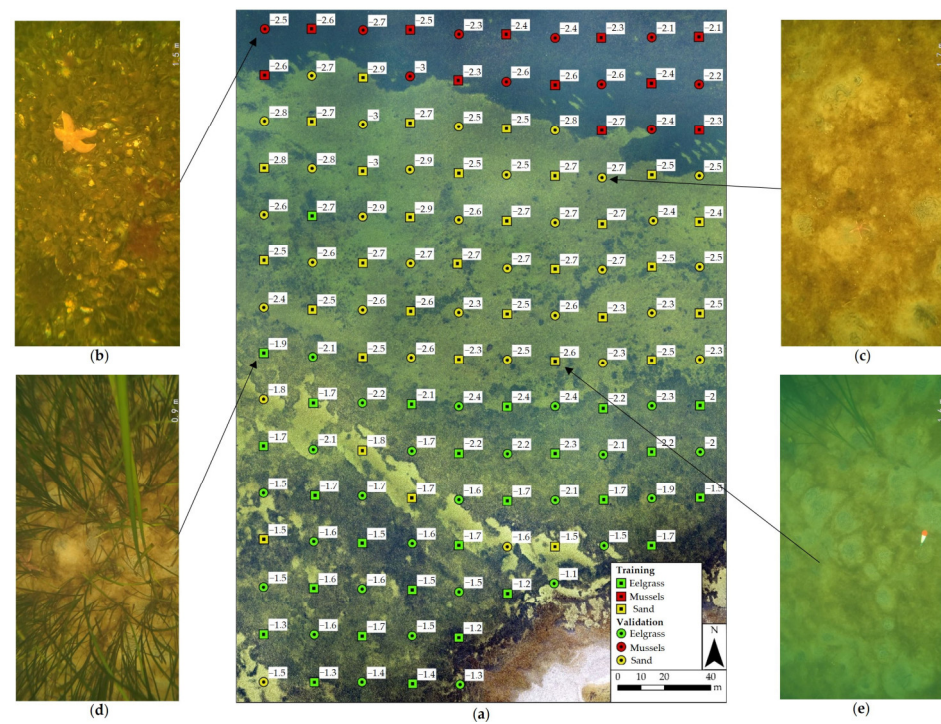 −2.5 −2.6 −2.7 −2.5 −2.3 −2.4 −2.4 −2.3 −2.1 −2.1
−2.6 −2.7 −2.9 −3 −2.3 −2.6 −2.6 −2.6 −2.4 −2.2
−2.8 −2.7 −3 −2.7 −2.5 −2.5 −2.8 −2.7 −2.4 −2.3
−2.8 −2.8 −3 −2.9 −2.5 −2.5 −2.7 −2.7 −2.5 −2.5
−2.6 −2.7 −2.9 −2.9 −2.6 −2.7 −2.7 −2.7 −2.4 −2.4
−2.5 −2.6 −2.7 −2.7 −2.7 −2.7 −2.7 −2.7 −2.5 −2.5
−2.4 −2.5 −2.6 −2.6 −2.3 −2.5 −2.6 −2.3 −2.3 −2.5
−1.9 −2.1 −2.5 −2.6 −2.3 −2.5 −2.6 −2.3 −2.5 −2.3
−1.8 −1.7 −2.2 −2.1 −2.4 −2.4 −2.4 −2.2 −2.3 −2
−1.7 −2.1 −1.8 −1.7 −2.2 −2.2 −2.3 −2.1 −2.2 −2
−1.5 −1.7 −1.7 −1.7 −1.6 −1.7 −2.1 −1.7 −1.9 −1.5
−1.5 −1.6 −1.5 −1.6 −1.7 −1.6 −1.5 −1.5 −1.7
−1.5 −1.6 −1.6 −1.5 −1.5 −1.2 −1.1
−1.3 −1.6 −1.7 −1.5 −1.2
−1.5 −1.3 −1.4 −1.4 −1.3
Training
Eelgrass
Mussels
Sand
Validation
Eelgrass
Mussels
Sand
N
0 20 40
m
(a)
1.5 m
(b)
(c)
0.9 m
(d)
(e)